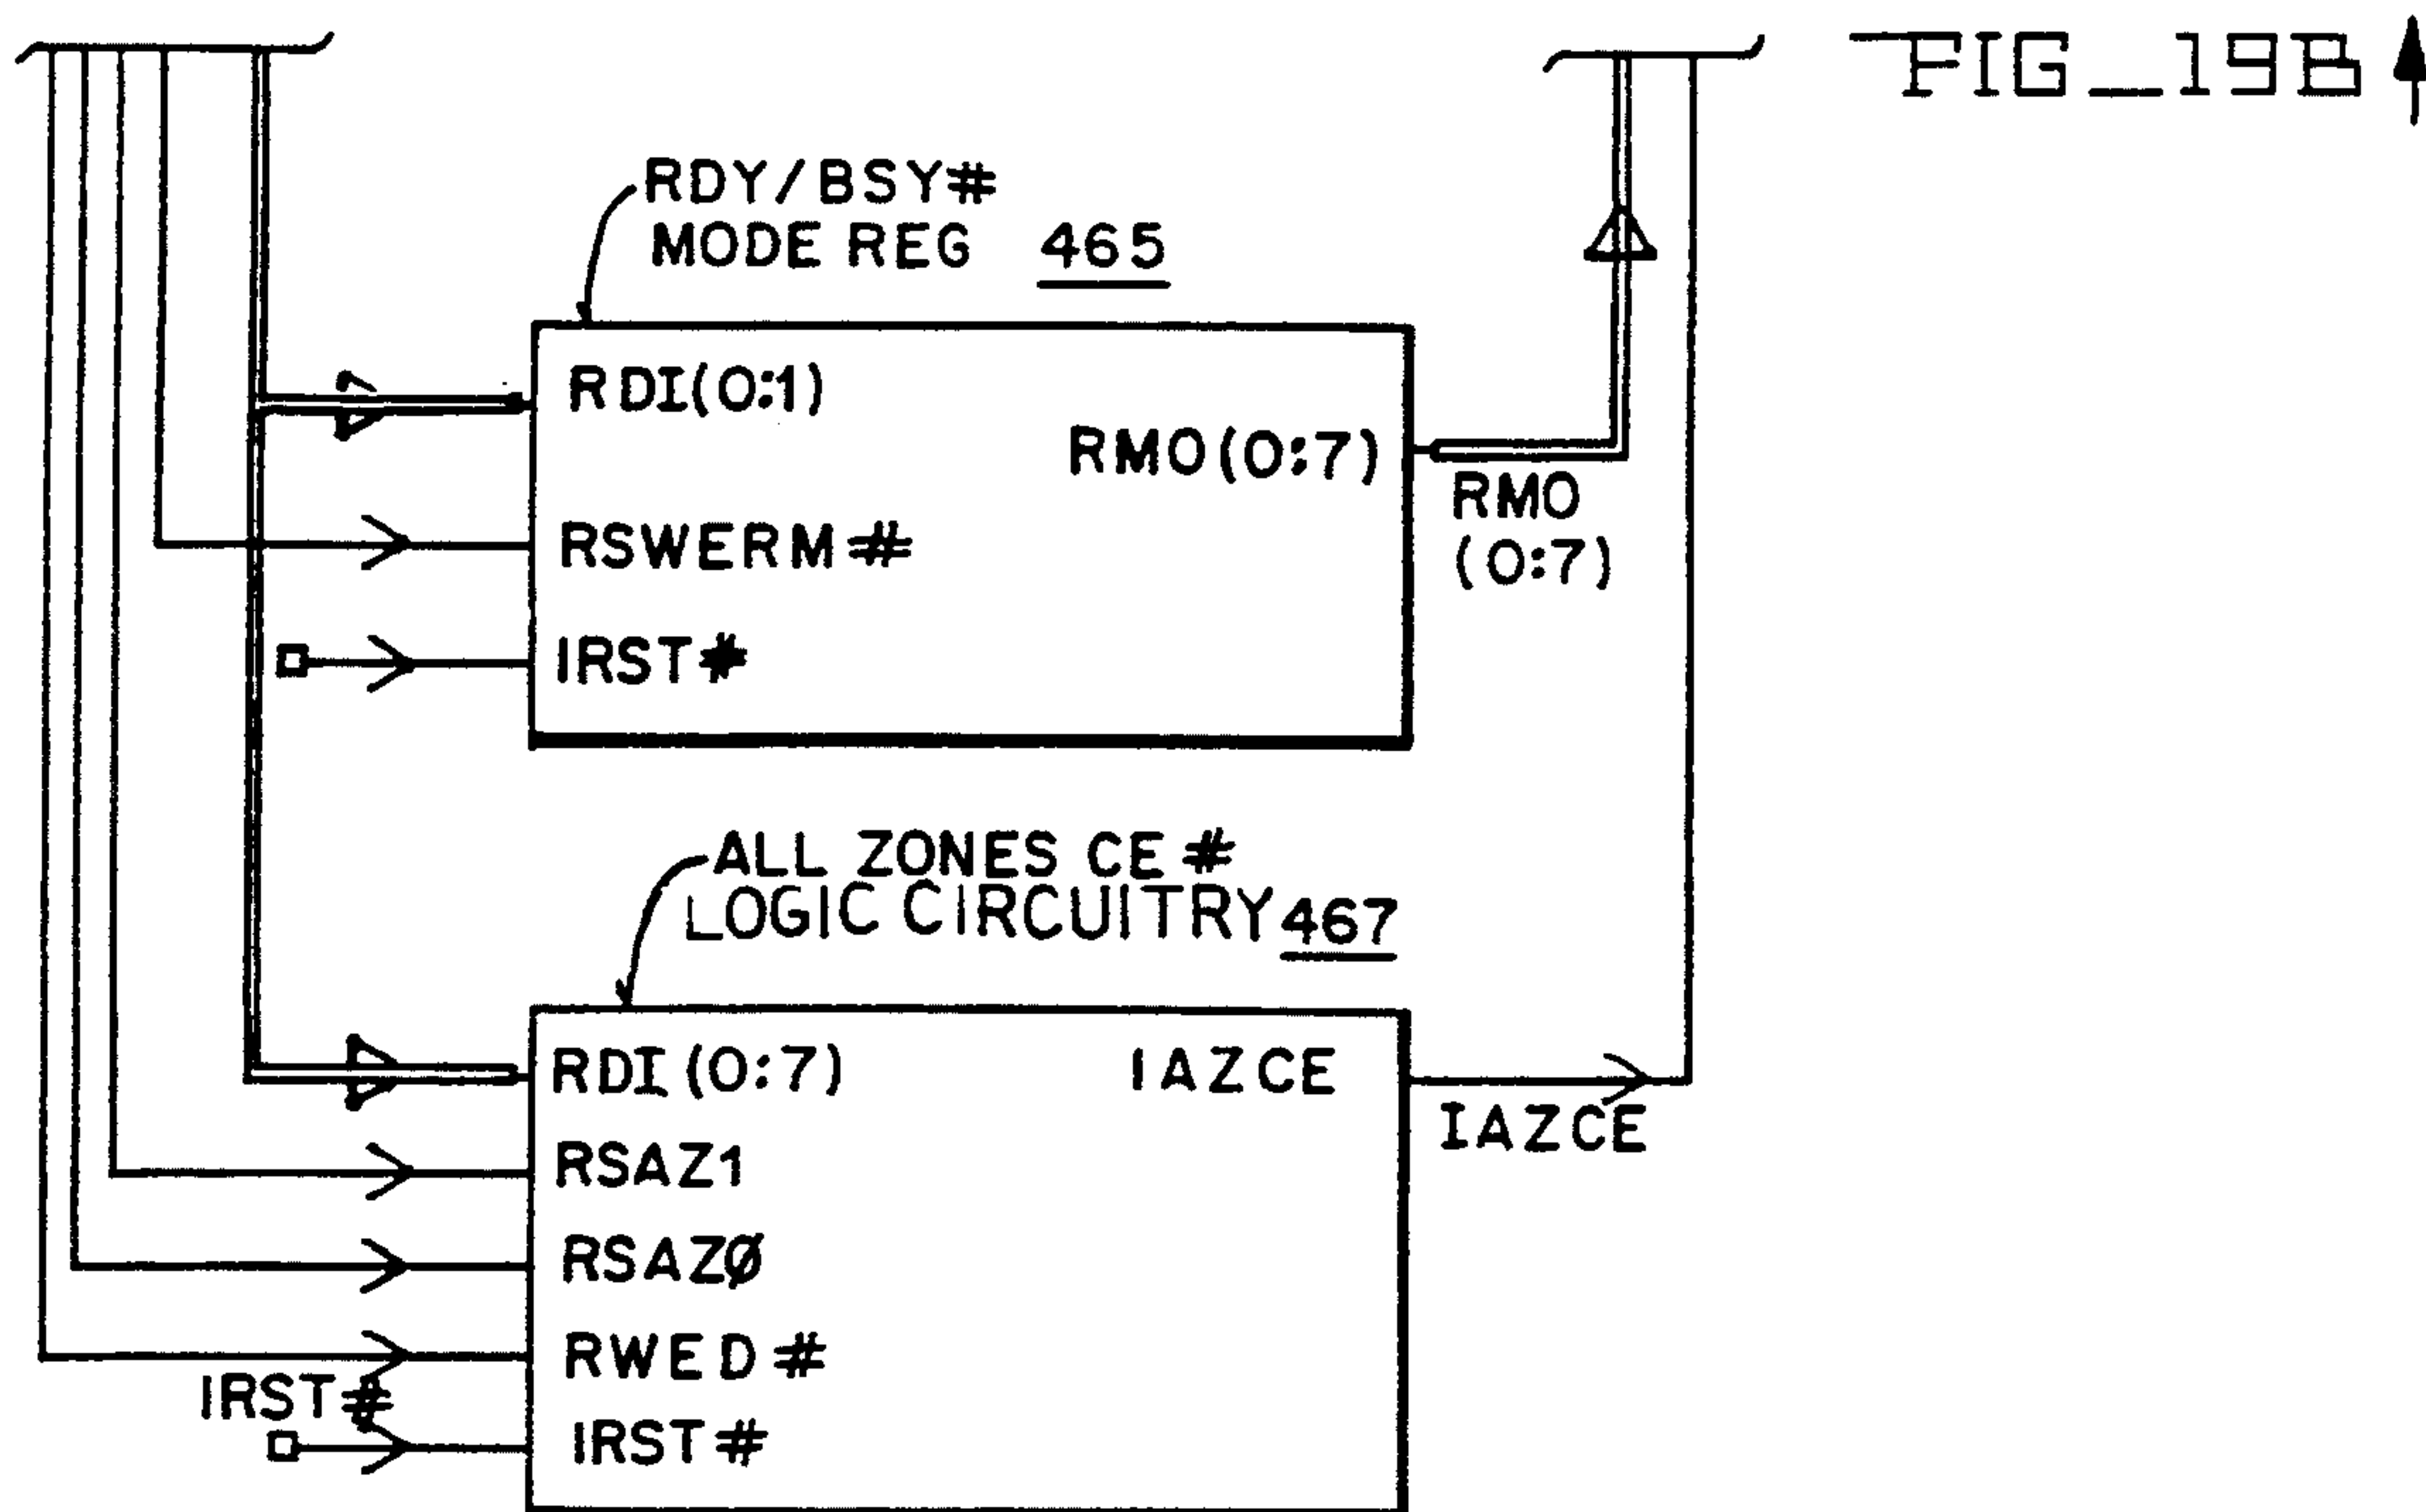 FIG_19B
RDY/BSY#
MODE REG 465
RDI(0:1)
RMO(0:7)
RMO
(0:7)
RSWERM#
IRST#
ALL ZONES CE#
LOGIC CIRCUITRY 467
RDI(0:7)
IAZCE
IAZCE
RSAZ1
RSAZØ
RWED#
IRST#
IRST#